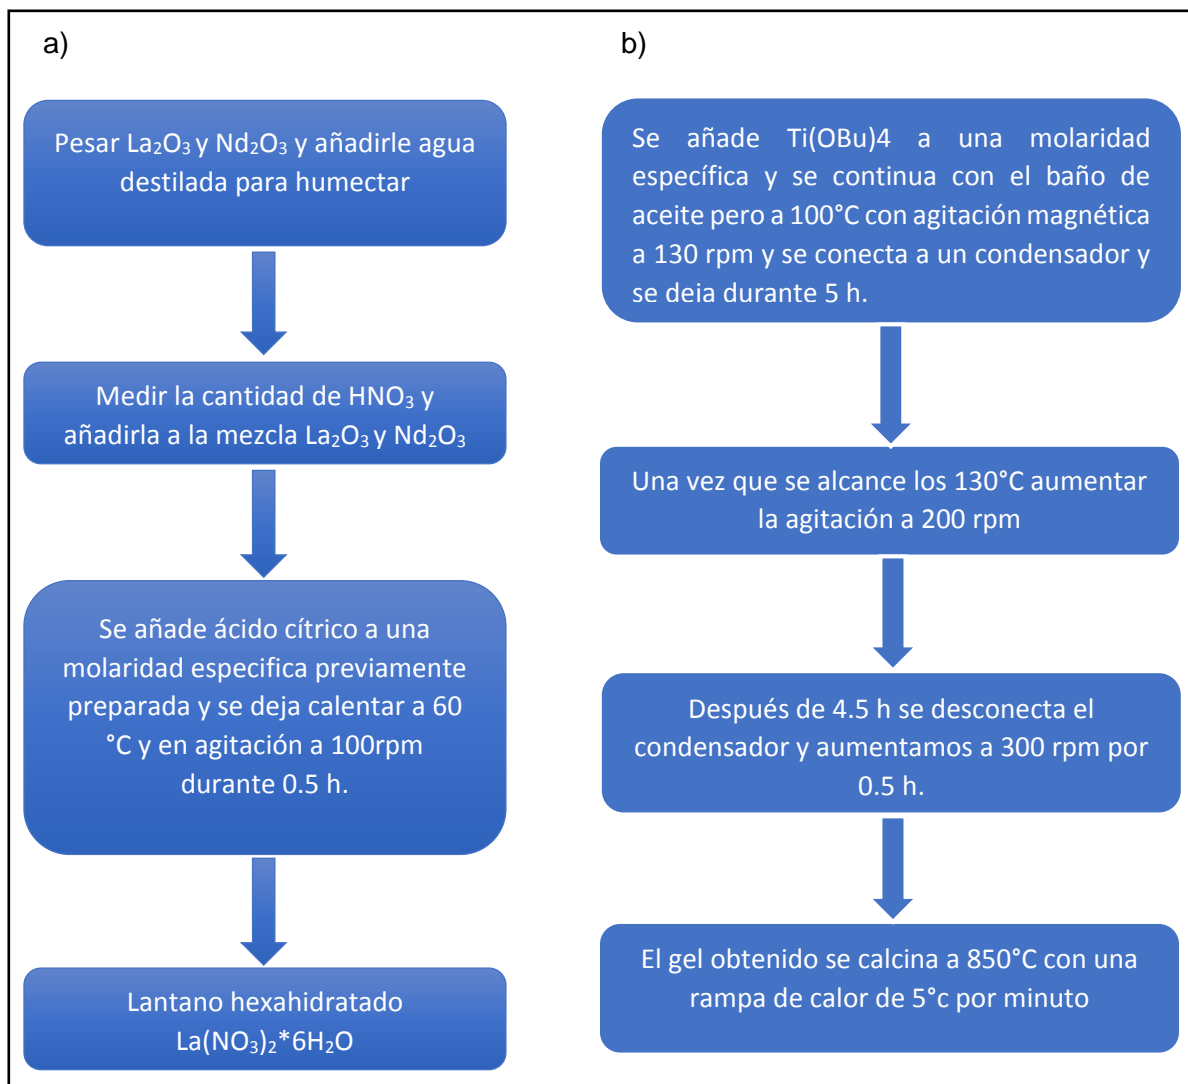 a)
Pesar La₂O₃ y Nd₂O₃ y añadirle agua
destilada para humectar
Medir la cantidad de HNO₃ y
añadirla a la mezcla La₂O₃ y Nd₂O₃
Se añade ácido cítrico a una
molaridad especifica previamente
preparada y se deja calentar a 60
°C y en agitación a 100rpm
durante 0.5 h.
Lantano hexahidratado
La(NO₃)₂*6H₂O
b)
Se añade Ti(OBu)4 a una molaridad
específica y se continua con el baño de
aceite pero a 100°C con agitación magnética
a 130 rpm y se conecta a un condensador y
se deja durante 5 h.
Una vez que se alcance los 130°C aumentar
la agitación a 200 rpm
Después de 4.5 h se desconecta el
condensador y aumentamos a 300 rpm por
0.5 h.
El gel obtenido se calcina a 850°C con una
rampa de calor de 5°c por minuto